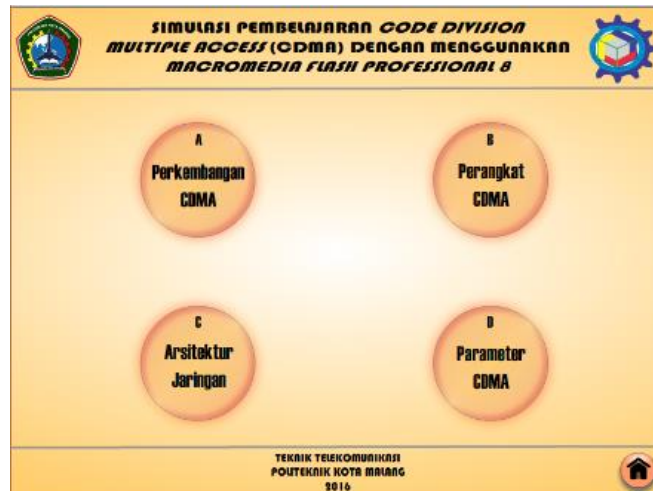 SIMULASI PEMBELAJARAN CODE DIVISION
MULTIPLE ACCESS (CDMA) DENGAN MENGGUNAKAN
MACROMEDIA FLASH PROFESSIONAL 8
A
Perkembangan
CDMA
B
Perangkat
CDMA
C
Arsitektur
Jaringan
D
Parameter
CDMA
TEKNIK TELEKOMUNIKASI
POLITEKNIK KOTA MALANG
2016